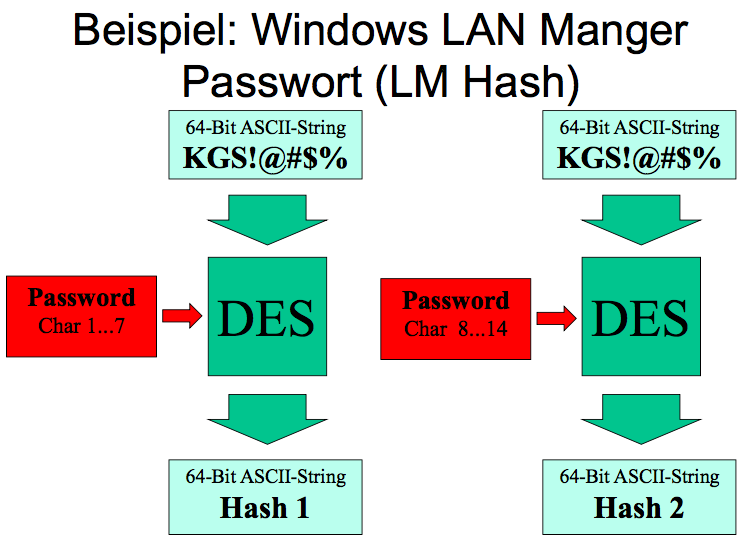 Beispiel: Windows LAN Manger
Passwort (LM Hash)
64-Bit ASCII-String
KGS!@#$%
64-Bit ASCII-String
KGS!@#$%
Password
Char 1...7
DES
Password
Char 8...14
DES
64-Bit ASCII-String
Hash 1
64-Bit ASCII-String
Hash 2